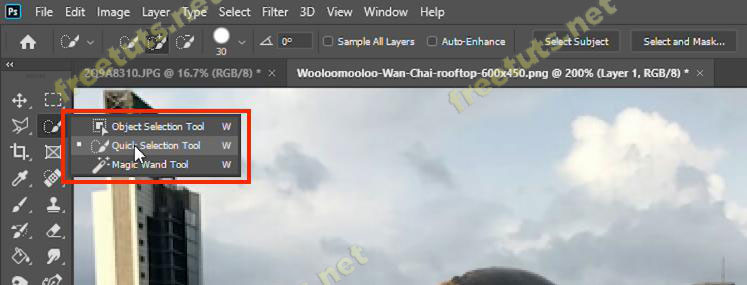 Ps File Edit Image Layer Type Select Filter 3D View Window Help
30 0° Sample All Layers Auto-Enhance Select Subject Select and Mask...
2Q9A8310.JPG @ 16.7% (RGB/8) * × Wooloomooloo-Wan-Chai-rooftop-600x450.png @ 200% (Layer 1, RGB/8) * ×
Object Selection Tool W
Quick Selection Tool W
Magic Wand Tool W
freetuts.net
freetuts.net
freetuts.net